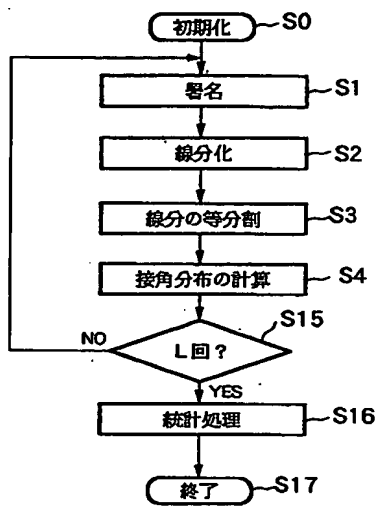 初期化 S0
署名 S1
線分化 S2
線分の等分割 S3
接角分布の計算 S4
L回? S15
NO
YES
統計処理 S16
終了 S17